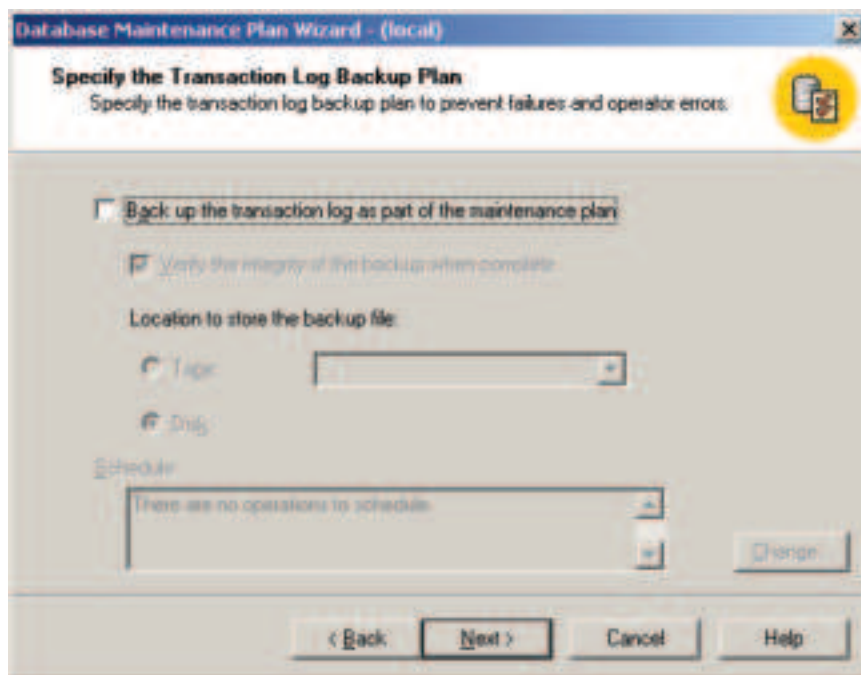 Database Maintenance Plan Wizard - (local)
Specify the Transaction Log Backup Plan
Specify the transaction log backup plan to prevent failures and operator errors.
Back up the transaction log as part of the maintenance plan
Verify the integrity of the backup when complete
Location to store the backup file:
Tape:
Disk
Schedule:
There are no operations to schedule.
Change...
< Back
Next >
Cancel
Help